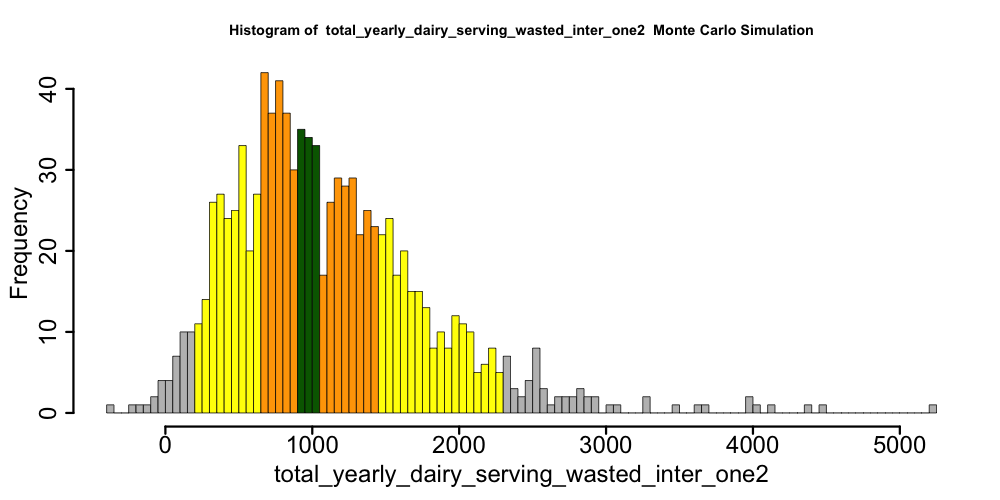 Histogram of  total_yearly_dairy_serving_wasted_inter_one2  Monte Carlo Simulation
Frequency
40
30
20
10
0
0 1000 2000 3000 4000 5000
total_yearly_dairy_serving_wasted_inter_one2